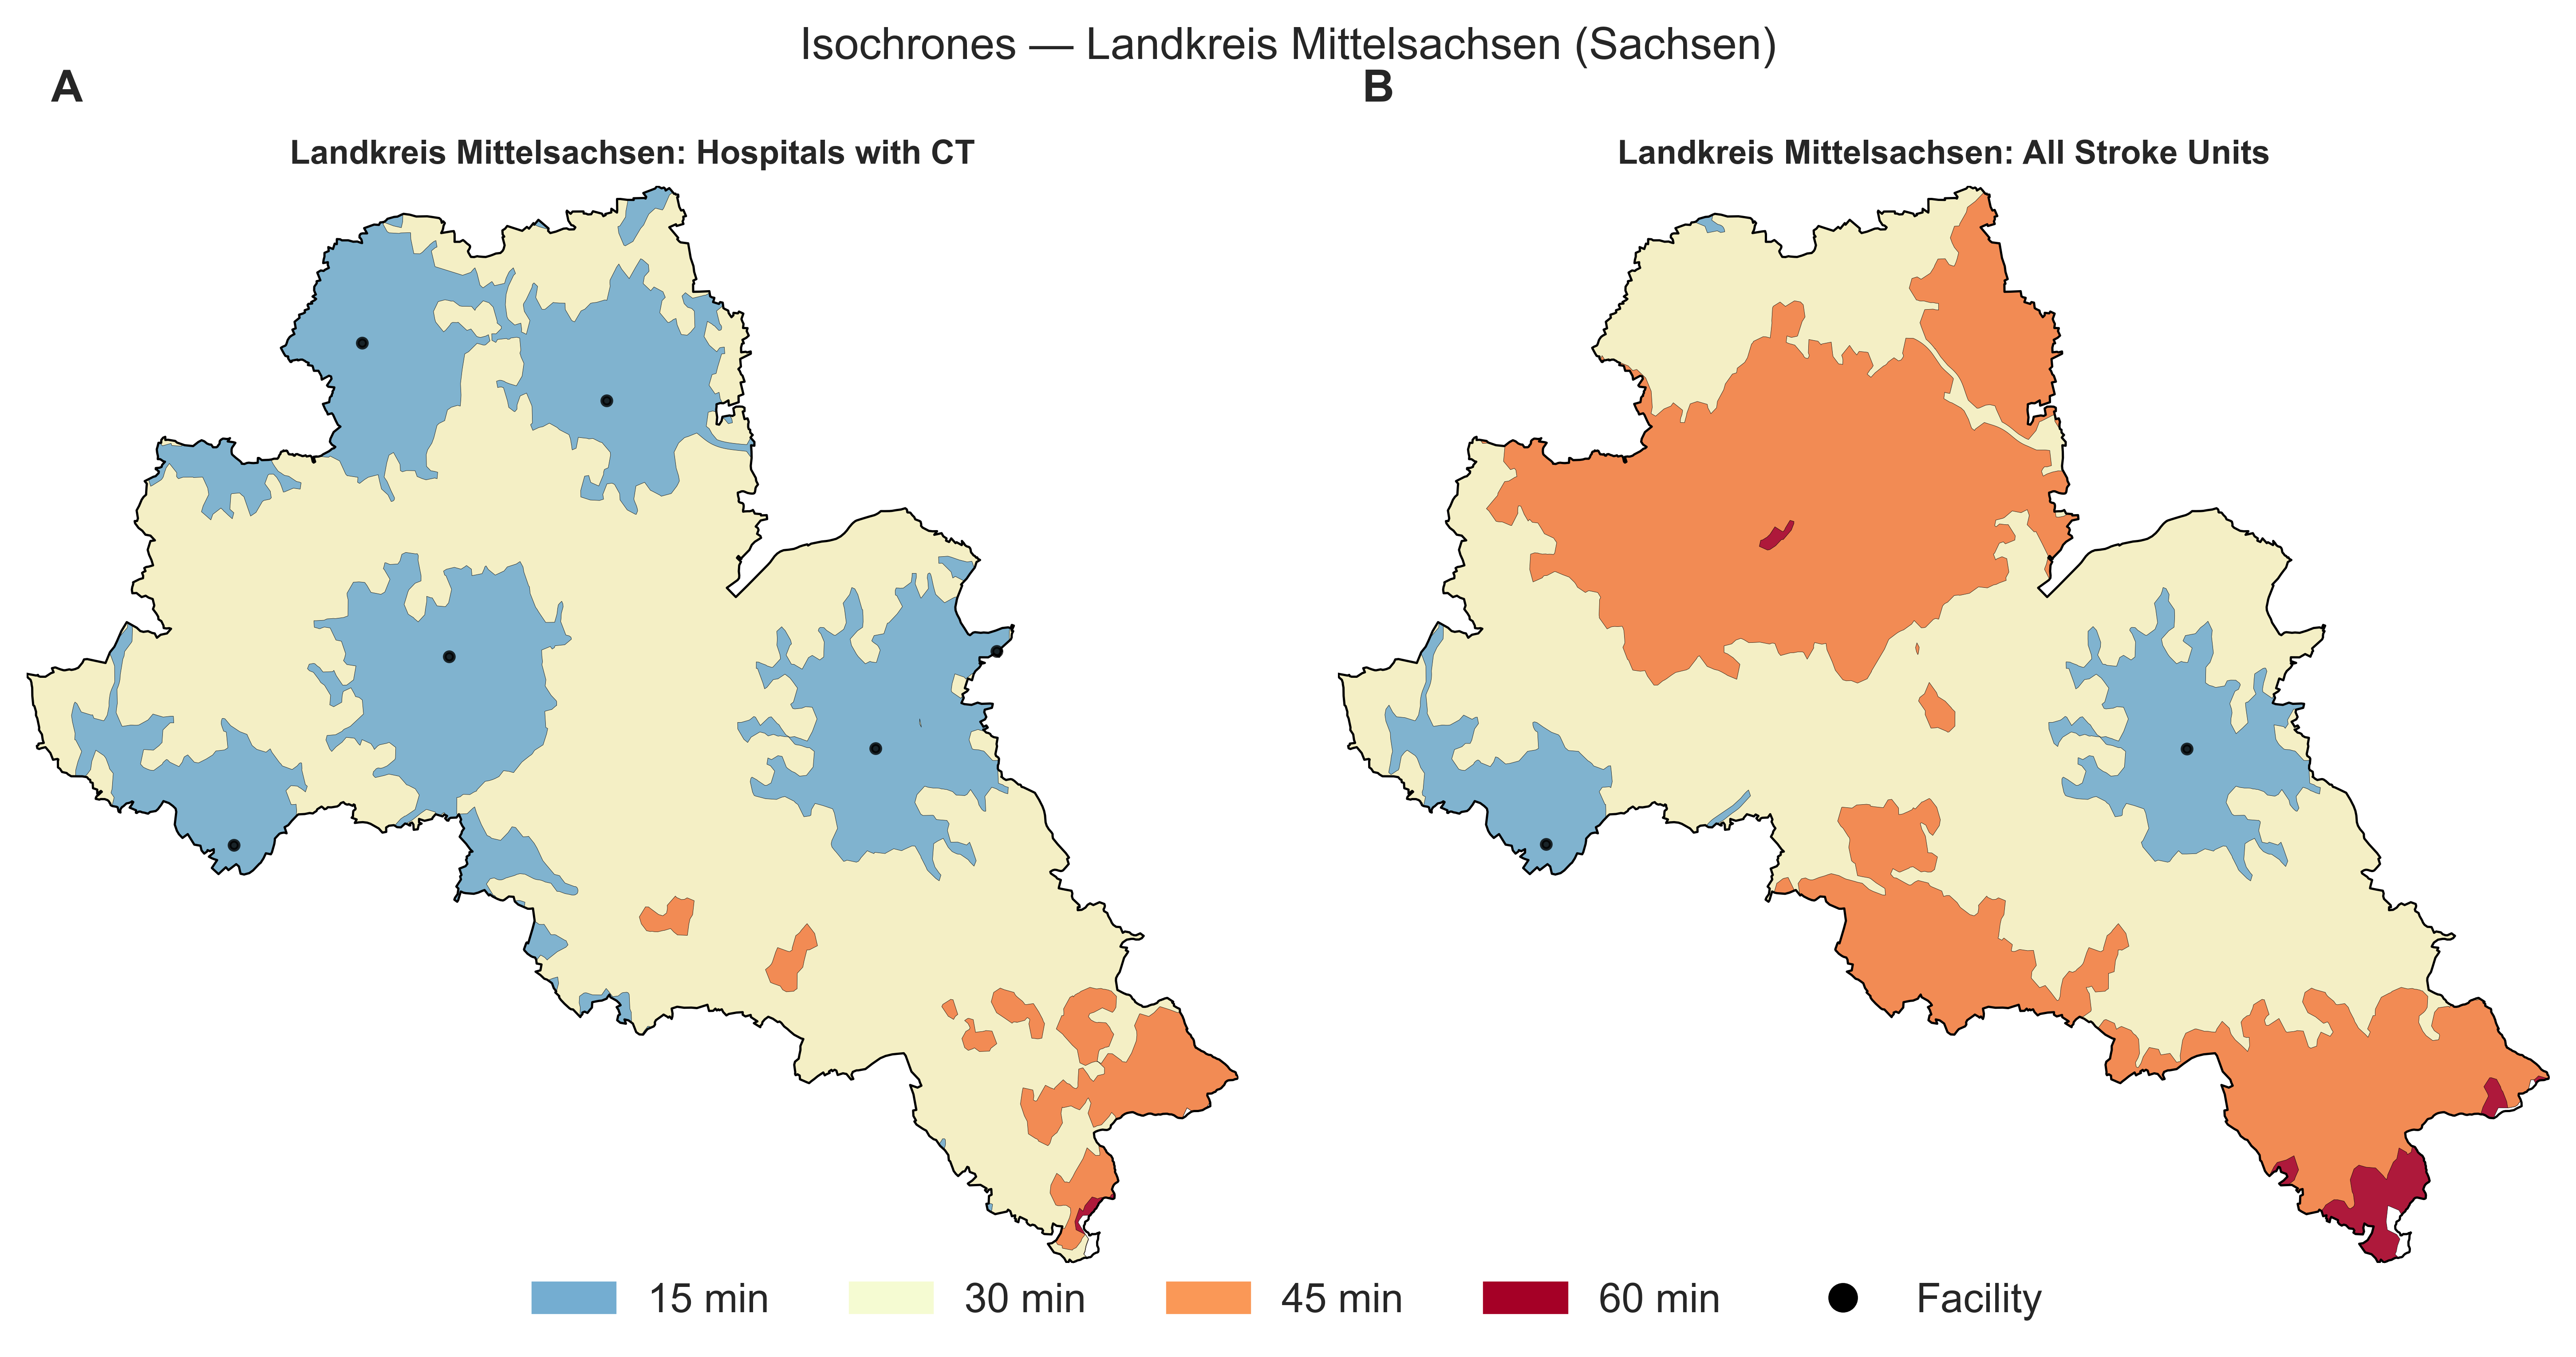 Isochrones — Landkreis Mittelsachsen (Sachsen)
A
B
Landkreis Mittelsachsen: Hospitals with CT
Landkreis Mittelsachsen: All Stroke Units
15 min
30 min
45 min
60 min
Facility